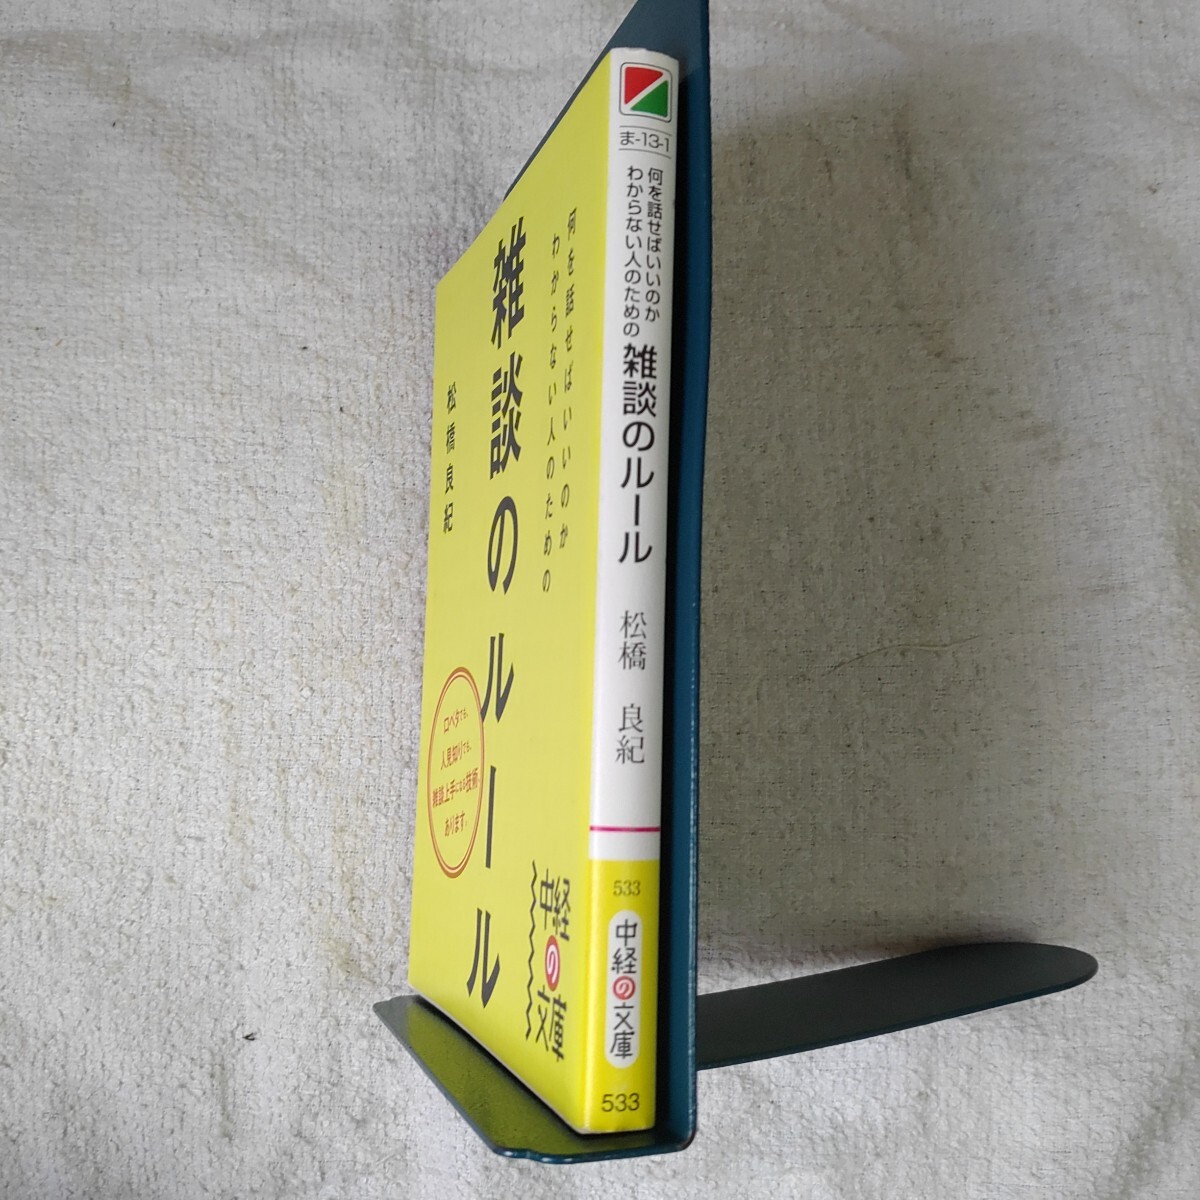 何を話せばいいのか
わからない人のための
雑談のルール
松橋良紀
口ベタでも、
人見知りでも、
雑談上手になる技術、
あります。
中経の文庫
ま-13-1
何を話せばいいのか
わからない人のための
雑談のルール
松橋 良紀
533
中経の文庫
533